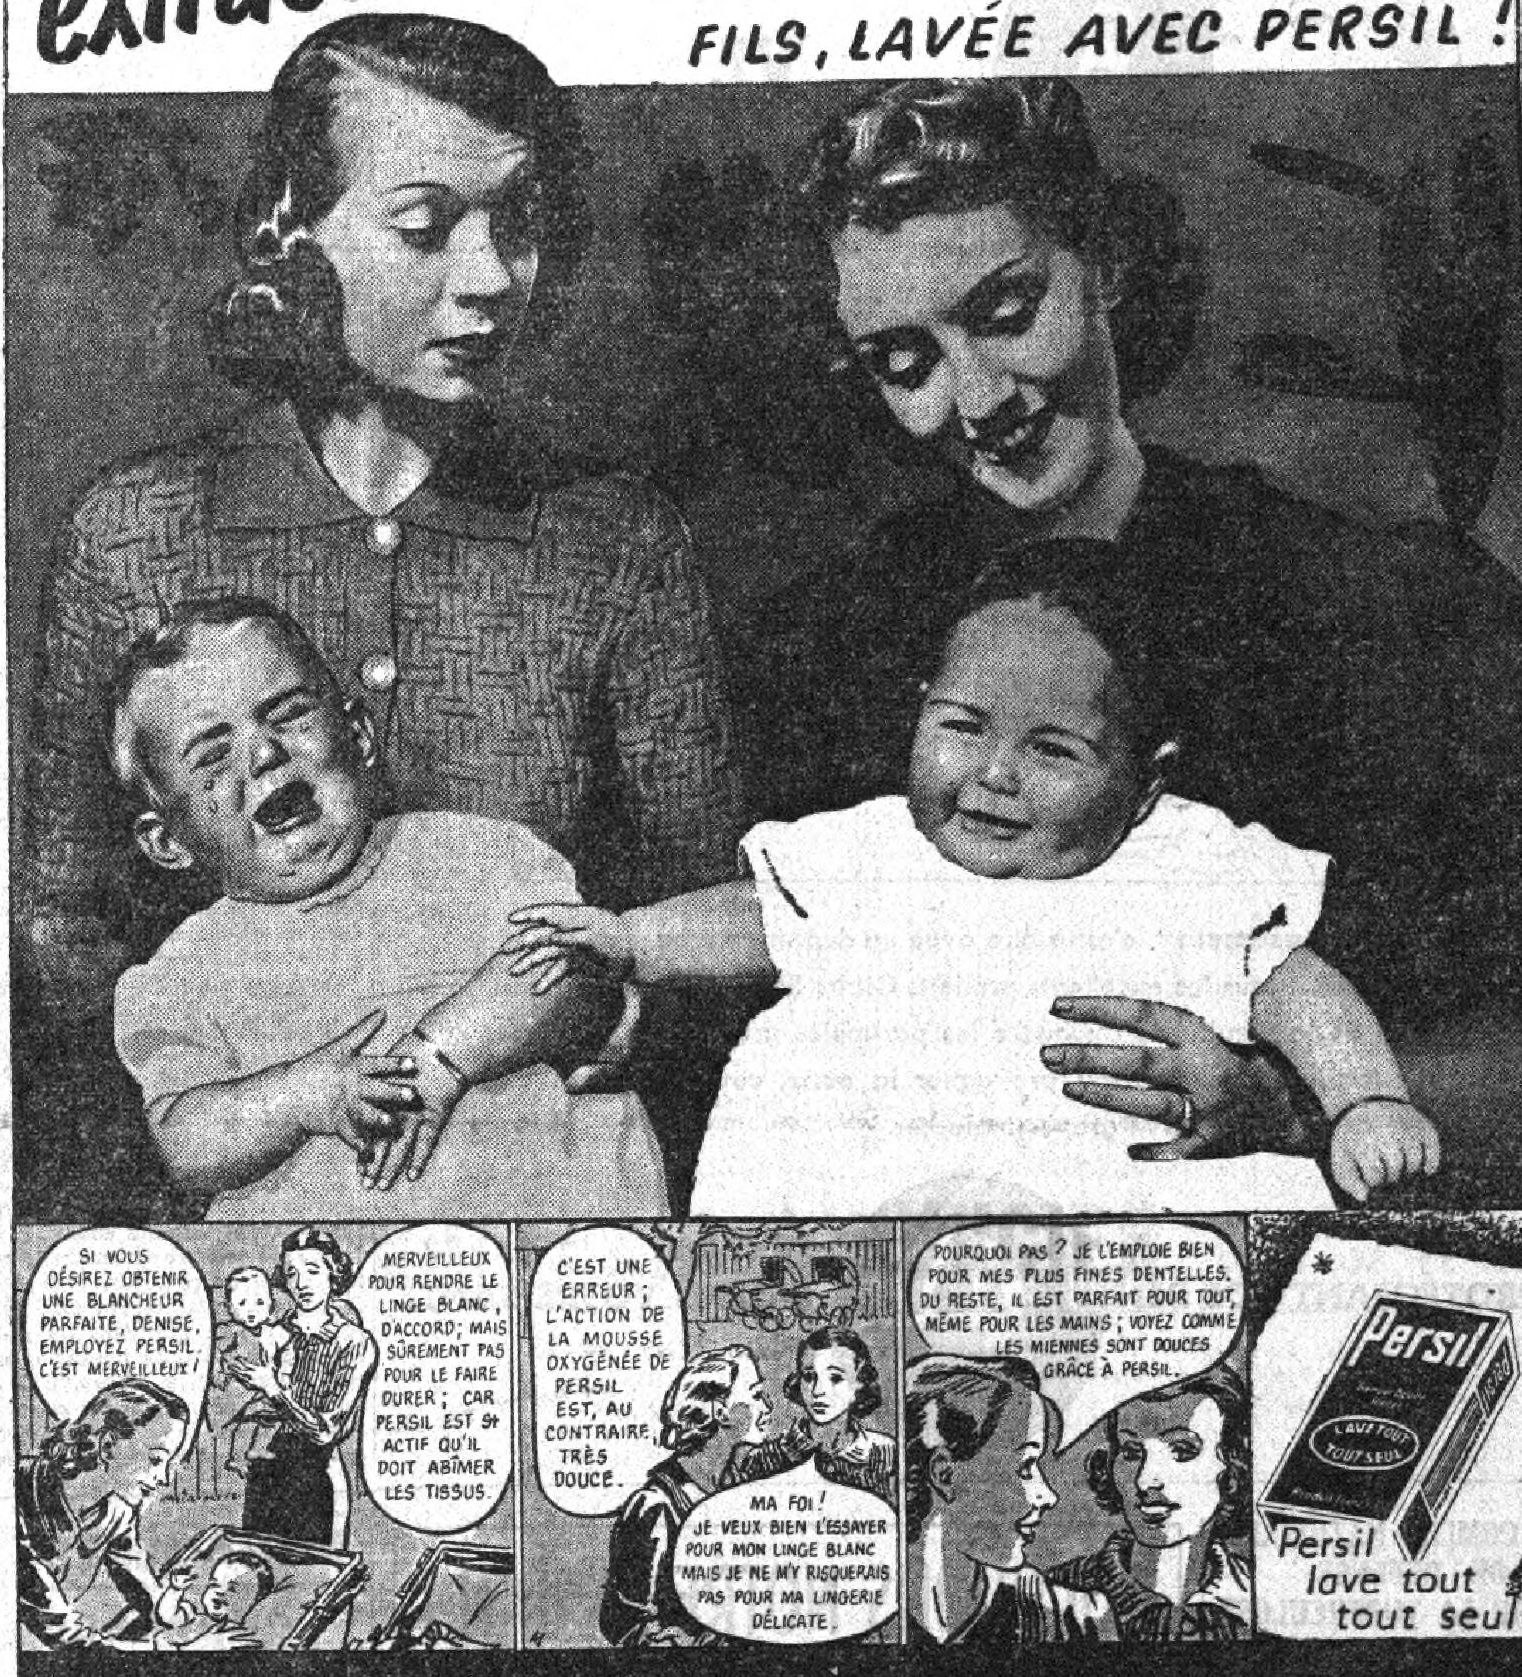 FILS, LAVÉE AVEC PERSIL !
SI VOUS
DÉSIREZ OBTENIR
UNE BLANCHEUR
PARFAITE, DENISE,
EMPLOYEZ PERSIL.
C'EST MERVEILLEUX !
MERVEILLEUX
POUR RENDRE LE
LINGE BLANC,
D'ACCORD; MAIS
SÛREMENT PAS
POUR LE FAIRE
DURER ; CAR
PERSIL EST SI
ACTIF QU'IL
DOIT ABÎMER
LES TISSUS.
C'EST UNE
ERREUR ;
L'ACTION DE
LA MOUSSE
OXYGÉNÉE DE
PERSIL
EST, AU
CONTRAIRE,
TRÈS
DOUCE.
MA FOI !
JE VEUX BIEN L'ESSAYER
POUR MON LINGE BLANC
MAIS JE NE M'Y RISQUERAIS
PAS POUR MA LINGERIE
DÉLICATE.
POURQUOI PAS ? JE L'EMPLOIE BIEN
POUR MES PLUS FINES DENTELLES.
DU RESTE, IL EST PARFAIT POUR TOUT,
MÊME POUR LES MAINS ; VOYEZ COMME
LES MIENNES SONT DOUCES
GRÂCE À PERSIL.
*
Persil
LAVE TOUT
TOUT SEUL
Persil
lave tout
tout seul